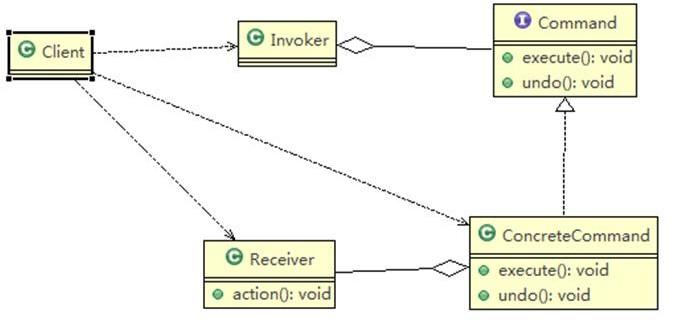 C Client
C Invoker
I Command
execute(): void
undo(): void
C Receiver
action(): void
C ConcreteCommand
execute(): void
undo(): void